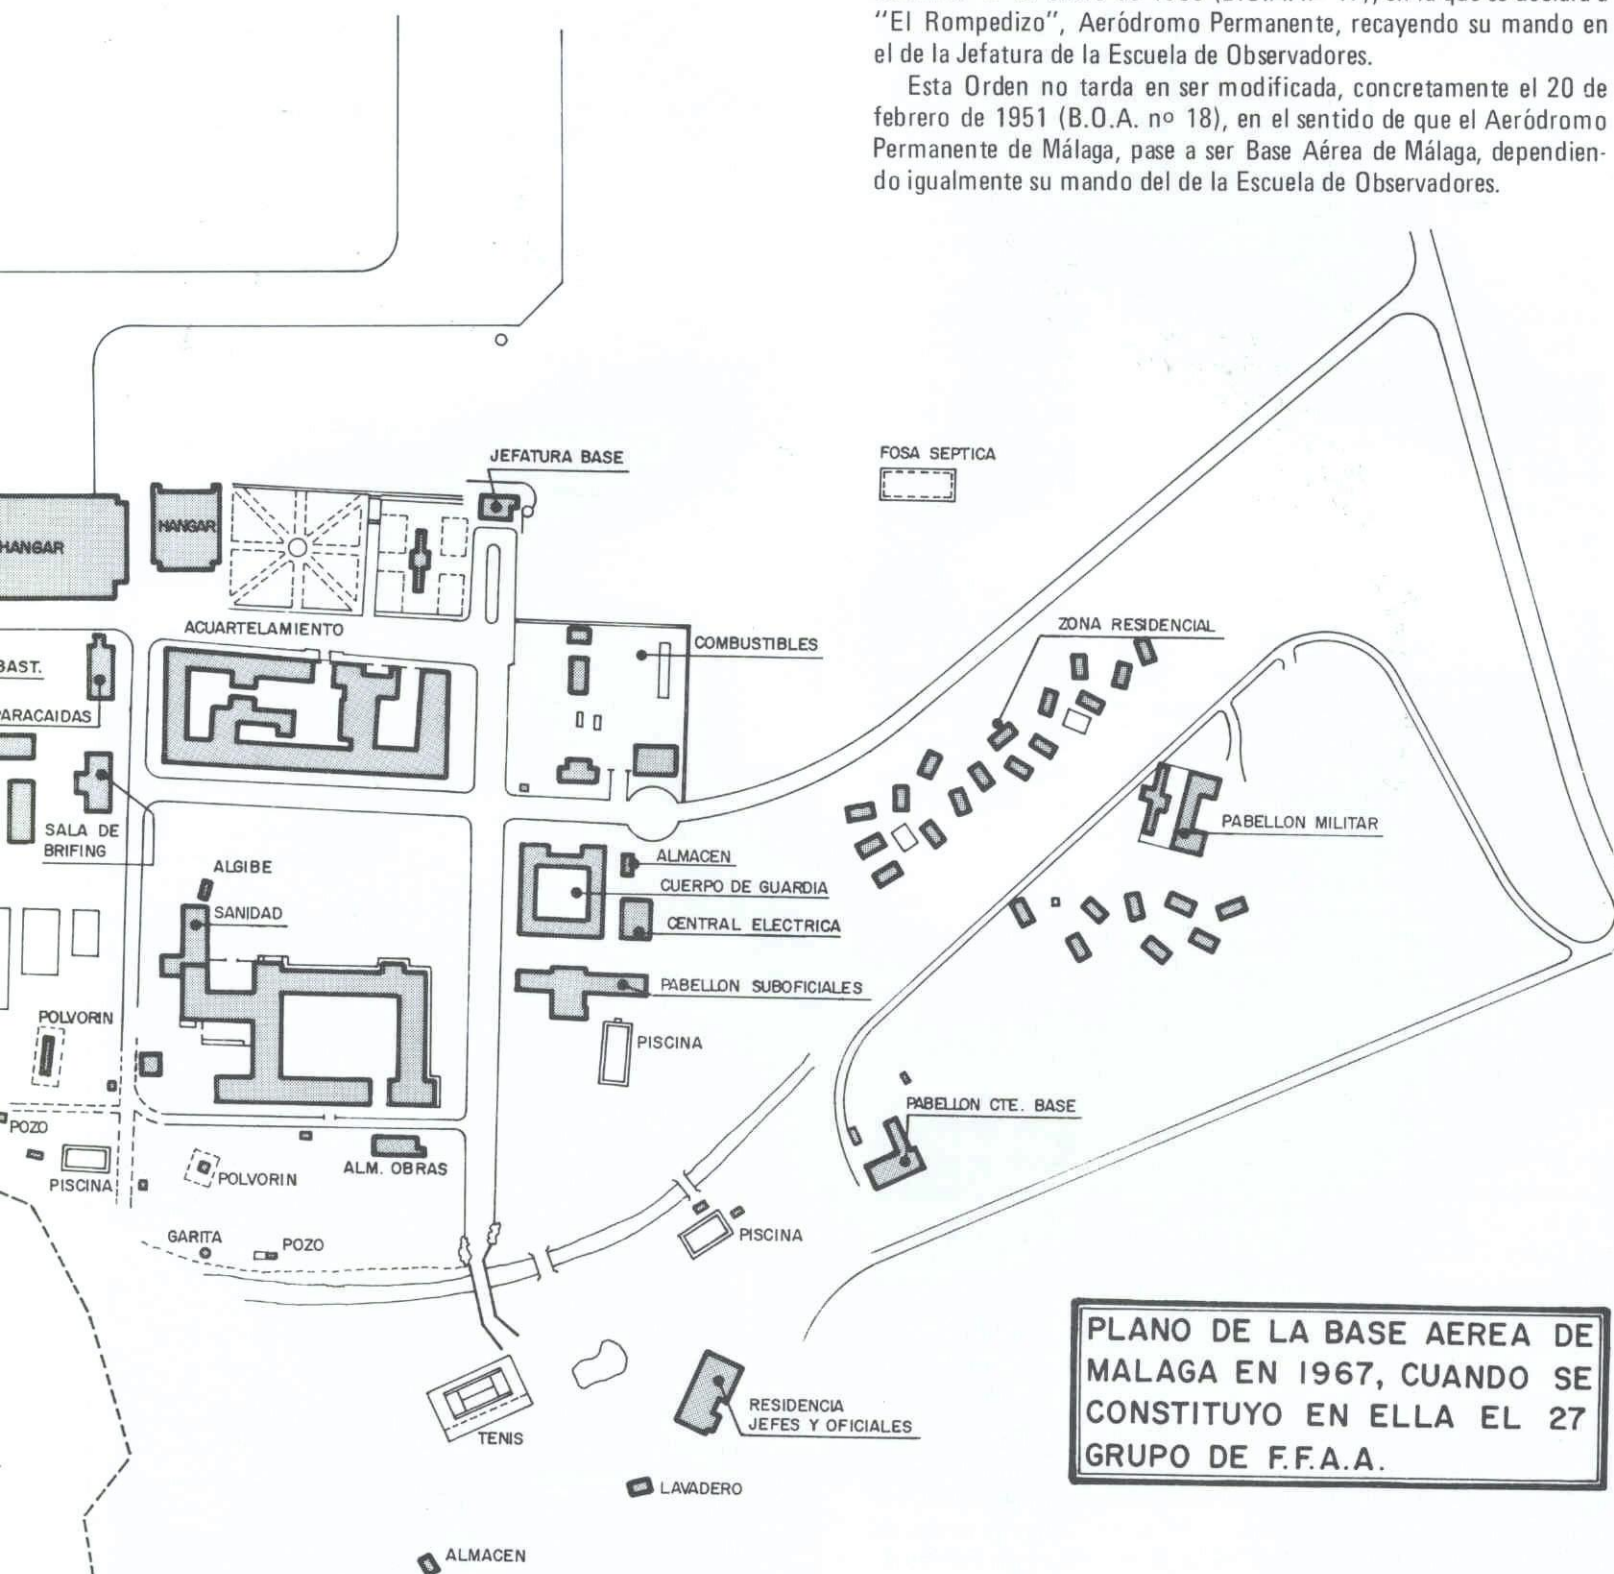 "El Rompedizo", Aeródromo Permanente, recayendo su mando en
el de la Jefatura de la Escuela de Observadores.
Esta Orden no tarda en ser modificada, concretamente el 20 de
febrero de 1951 (B.O.A. nº 18), en el sentido de que el Aeródromo
Permanente de Málaga, pase a ser Base Aérea de Málaga, dependien-
do igualmente su mando del de la Escuela de Observadores.
JEFATURA BASE
FOSA SEPTICA
HANGAR
HANGAR
ACUARTELAMIENTO
ZONA RESIDENCIAL
COMBUSTIBLES
BAST.
PARACAIDAS
SALA DE
BRIFING
PABELLON MILITAR
ALGIBE
ALMACEN
CUERPO DE GUARDIA
SANIDAD
CENTRAL ELECTRICA
PABELLON SUBOFICIALES
POLVORIN
PISCINA
PABELLON CTE. BASE
POZO
PISCINA
POLVORIN
ALM. OBRAS
GARITA
POZO
PISCINA
TENIS
RESIDENCIA
JEFES Y OFICIALES
LAVADERO
ALMACEN
PLANO DE LA BASE AEREA DE
MALAGA EN 1967, CUANDO SE
CONSTITUYO EN ELLA EL 27
GRUPO DE F.F.A.A.